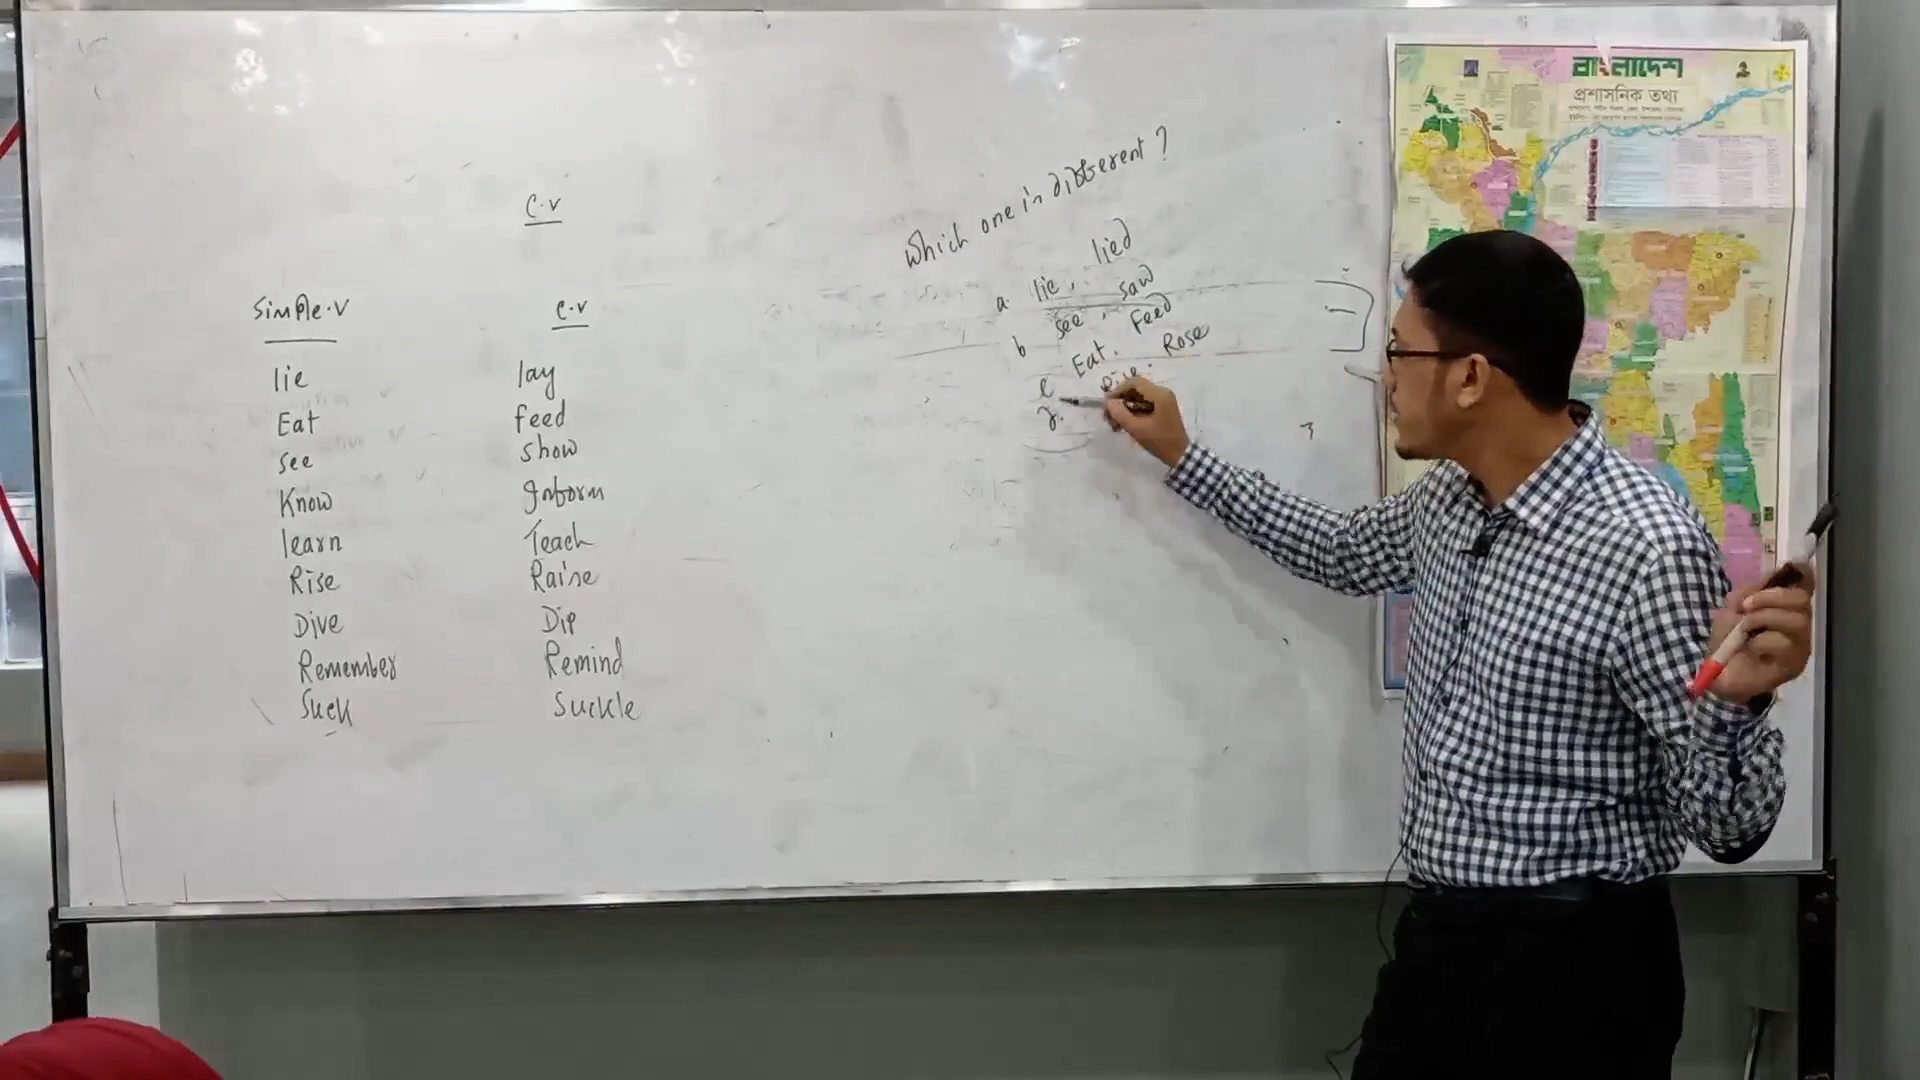 C.V
Simple.V C.V
lie lay
Eat feed
see show
Know Inform
learn Teach
Rise Raise
Dive Dip
Remember Remind
Suck Suckle
Which one is different?
a. lie, lied
b see, saw
c Eat. Feed
d. Rise. Rose
বাংলাদেশ
প্রশাসনিক তথ্য